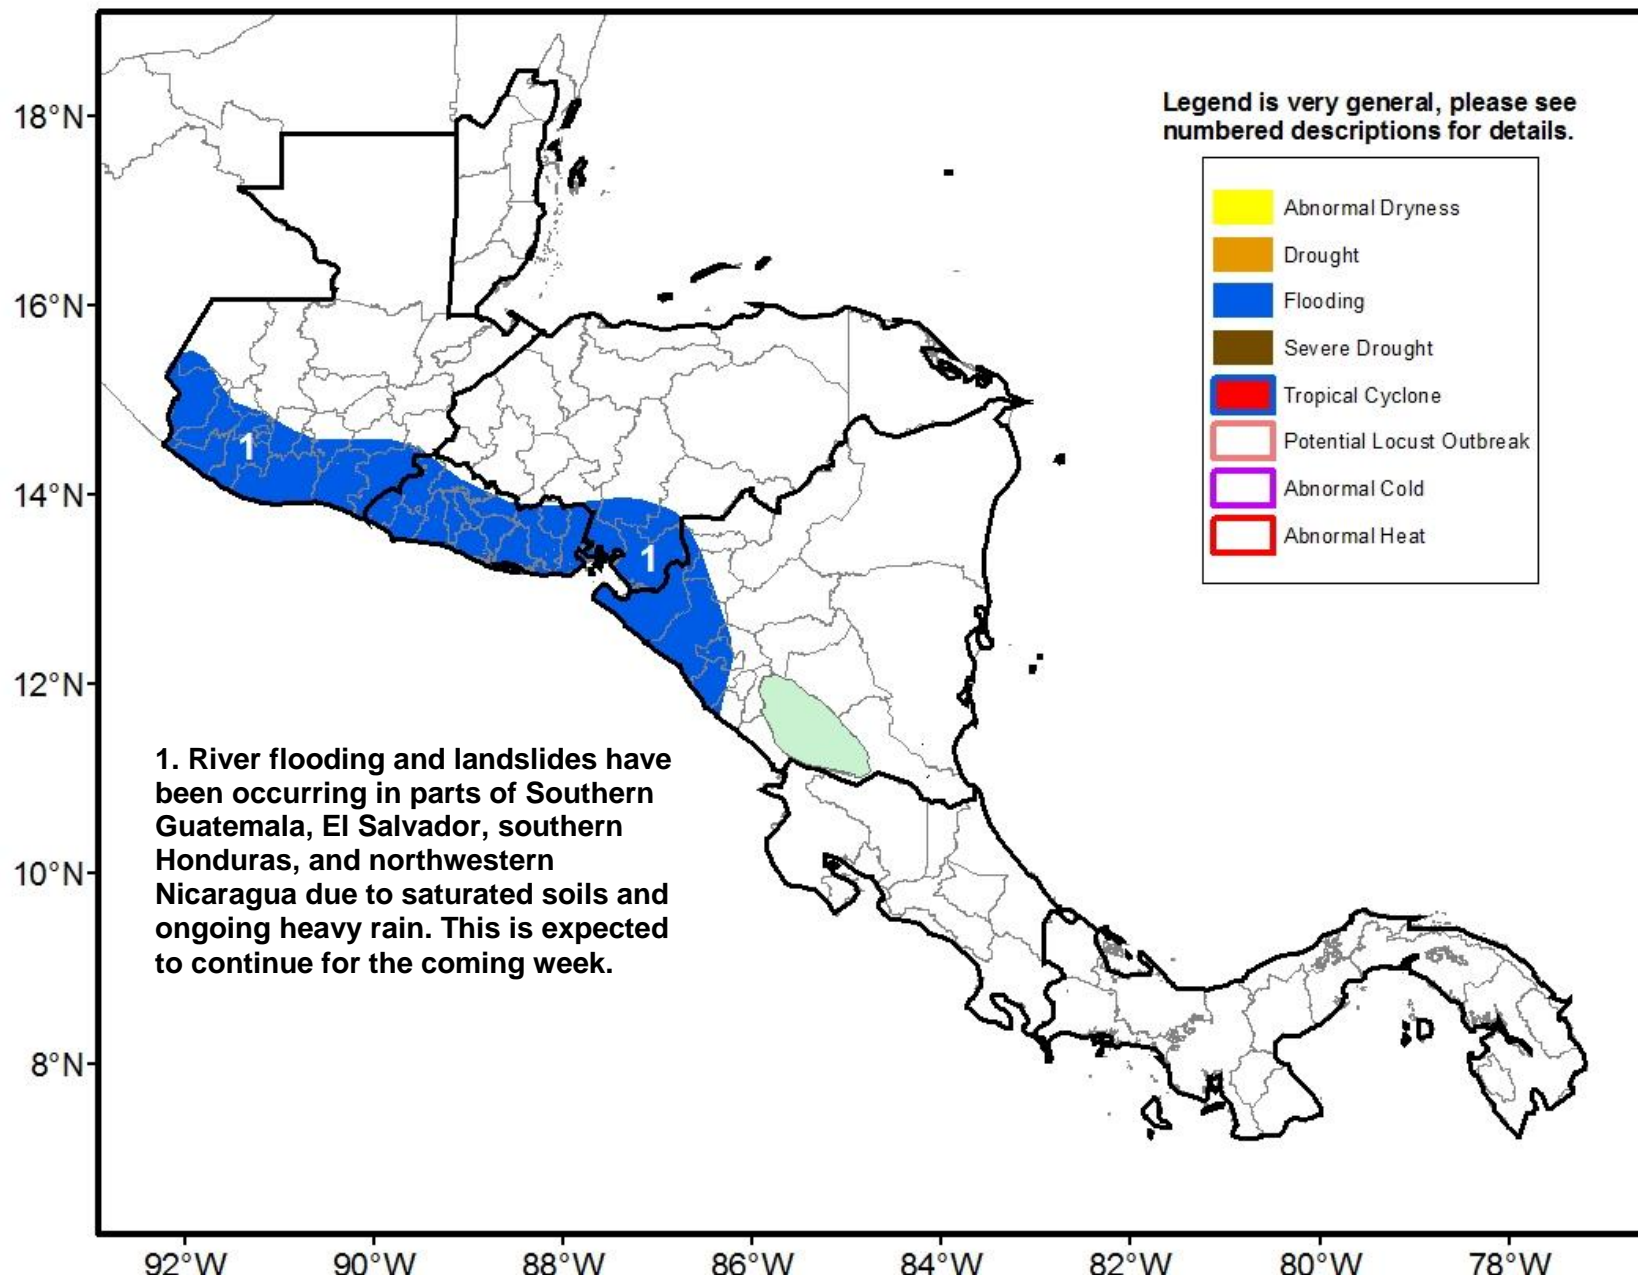 Legend is very general, please see
numbered descriptions for details.
Abnormal Dryness
Drought
Flooding
Severe Drought
Tropical Cyclone
Potential Locust Outbreak
Abnormal Cold
Abnormal Heat
18°N
16°N
14°N
12°N
10°N
8°N
1
1
1. River flooding and landslides have
been occurring in parts of Southern
Guatemala, El Salvador, southern
Honduras, and northwestern
Nicaragua due to saturated soils and
ongoing heavy rain. This is expected
to continue for the coming week.
92°W 90°W 88°W 86°W 84°W 82°W 80°W 78°W